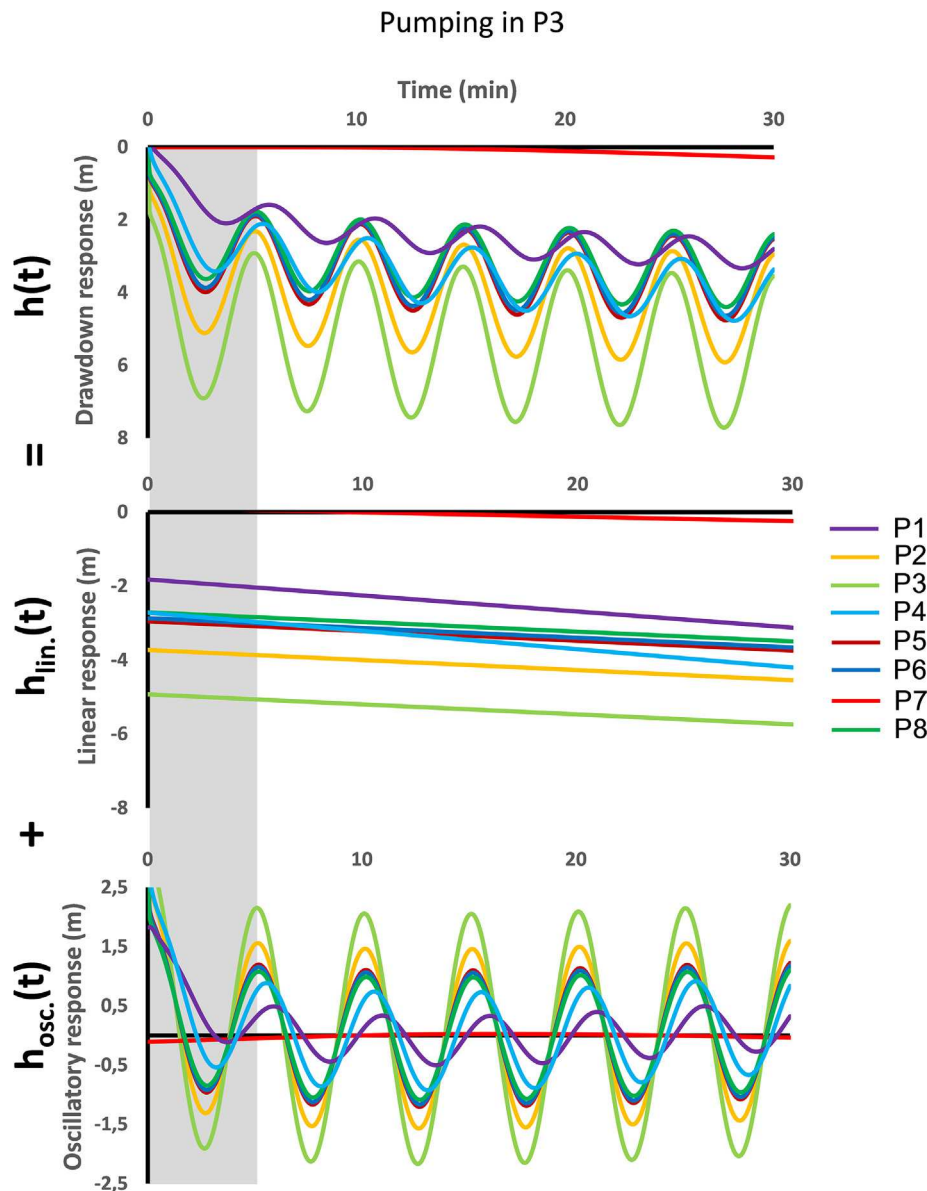 Pumping in P3
Time (min)
0 10 20 30
h(t)
Drawdown response (m)
0
2
4
6
8
=
0 10 20 30
h lin.(t)
Linear response (m)
0
-2
-4
-6
-8
P1
P2
P3
P4
P5
P6
P7
P8
+
0 10 20 30
h osc.(t)
Oscillatory response (m)
2,5
1,5
0,5
-0,5
-1,5
-2,5